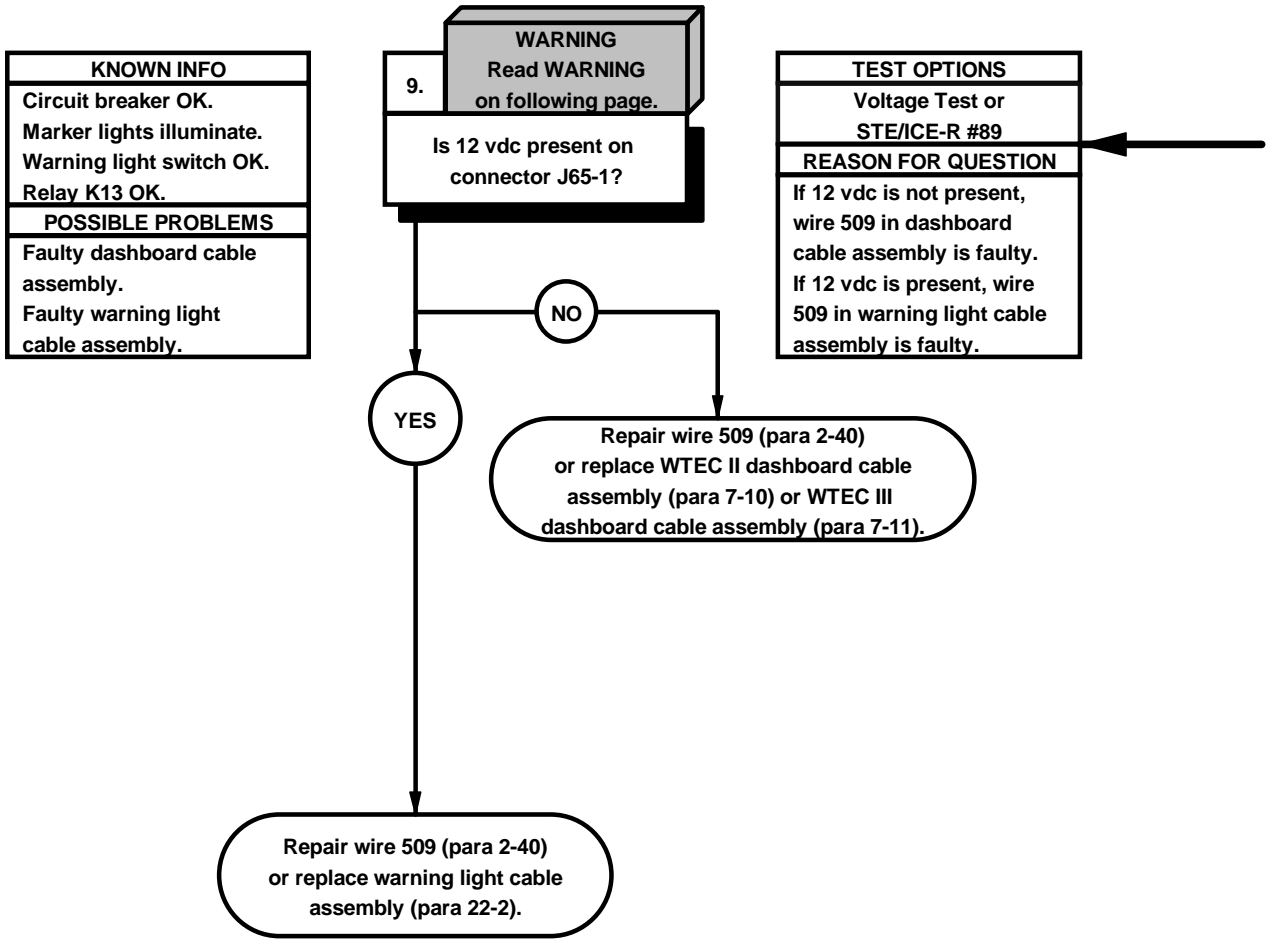 KNOWN INFO
Circuit breaker OK.
Marker lights illuminate.
Warning light switch OK.
Relay K13 OK.
POSSIBLE PROBLEMS
Faulty dashboard cable
assembly.
Faulty warning light
cable assembly.
9.
WARNING
Read WARNING
on following page.
Is 12 vdc present on
connector J65-1?
TEST OPTIONS
Voltage Test or
STE/ICE-R #89
REASON FOR QUESTION
If 12 vdc is not present,
wire 509 in dashboard
cable assembly is faulty.
If 12 vdc is present, wire
509 in warning light cable
assembly is faulty.
NO
YES
Repair wire 509 (para 2-40)
or replace WTEC II dashboard cable
assembly (para 7-10) or WTEC III
dashboard cable assembly (para 7-11).
Repair wire 509 (para 2-40)
or replace warning light cable
assembly (para 22-2).